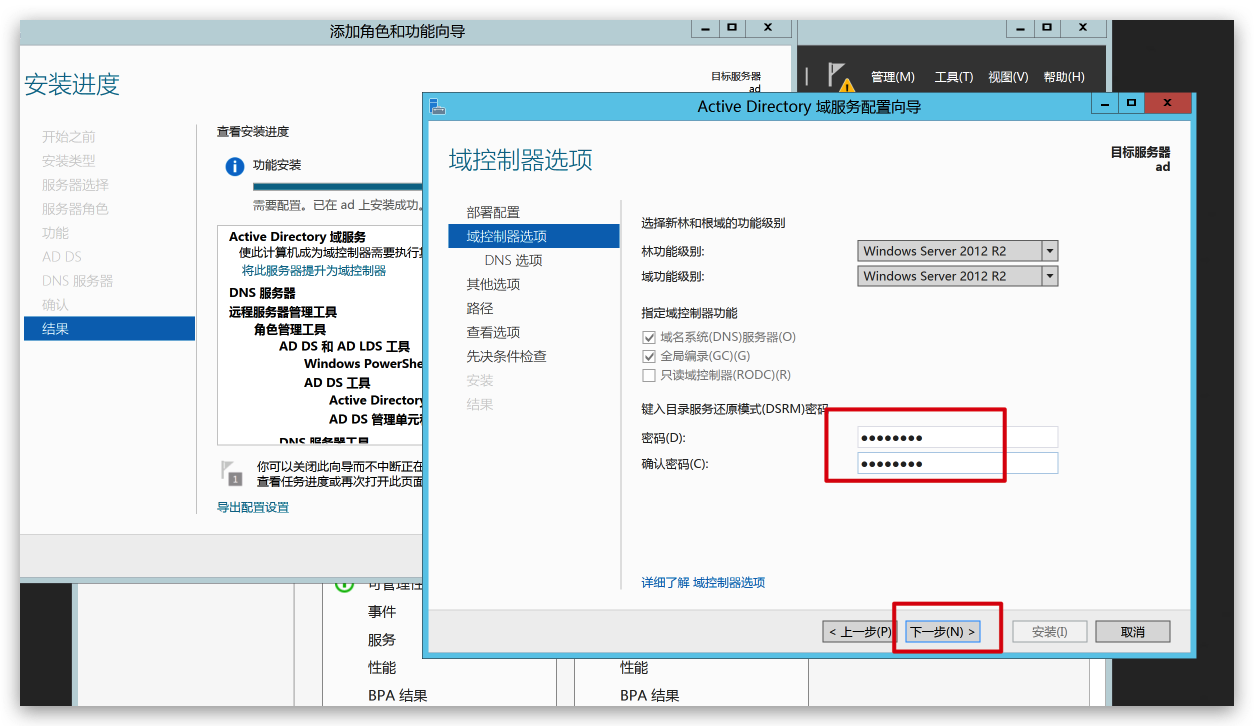 添加角色和功能向导
安装进度
目标服务器
ad
管理(M) 工具(T) 视图(V) 帮助(H)
开始之前
安装类型
服务器选择
服务器角色
功能
AD DS
DNS 服务器
确认
结果
查看安装进度
功能安装
需要配置。已在 ad 上安装成功。
Active Directory 域服务
使此计算机成为域控制器需要执行
将此服务器提升为域控制器
DNS 服务器
远程服务器管理工具
角色管理工具
AD DS 和 AD LDS 工具
Windows PowerShe
AD DS 工具
Active Directory
AD DS 管理单元
DNS 服务器工具
1
你可以关闭此向导而不中断正在
查看任务进度或再次打开此页面
导出配置设置
Active Directory 域服务配置向导
域控制器选项
目标服务器
ad
部署配置
域控制器选项
DNS 选项
其他选项
路径
查看选项
先决条件检查
安装
结果
选择新林和根域的功能级别
林功能级别: Windows Server 2012 R2
域功能级别: Windows Server 2012 R2
指定域控制器功能
域名系统(DNS)服务器(O)
全局编录(GC)(G)
只读域控制器(RODC)(R)
键入目录服务还原模式(DSRM)密码
密码(D): ●●●●●●●●
确认密码(C): ●●●●●●●●
详细了解 域控制器选项
< 上一步(P) 下一步(N) > 安装(I) 取消
可管理性
事件
服务
性能
BPA 结果
性能
BPA 结果